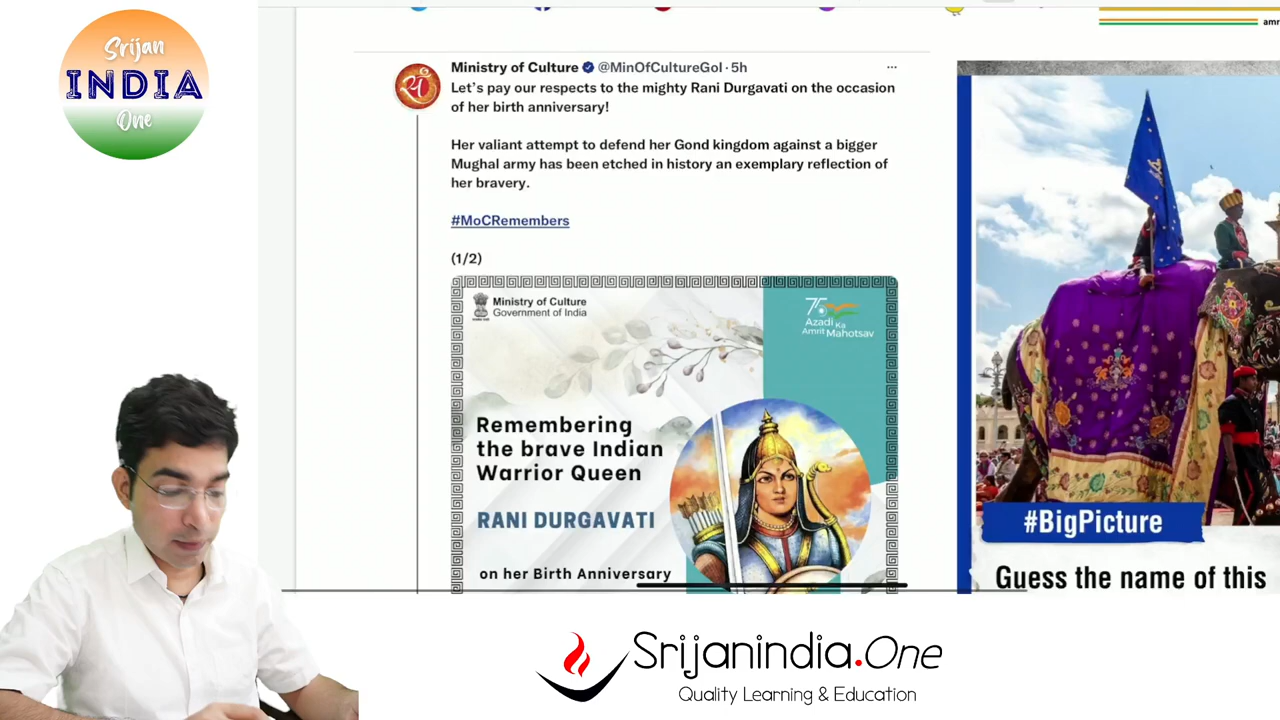 Srijan
INDIA
One
Ministry of Culture @MinOfCultureGoI · 5h
Let's pay our respects to the mighty Rani Durgavati on the occasion
of her birth anniversary!
Her valiant attempt to defend her Gond kingdom against a bigger
Mughal army has been etched in history an exemplary reflection of
her bravery.
#MoCRemembers
(1/2)
Ministry of Culture
Government of India
75
Azadi Ka
Amrit Mahotsav
Remembering
the brave Indian
Warrior Queen
RANI DURGAVATI
on her Birth Anniversary
amr
#BigPicture
Guess the name of this
Srijanindia.One
Quality Learning & Education